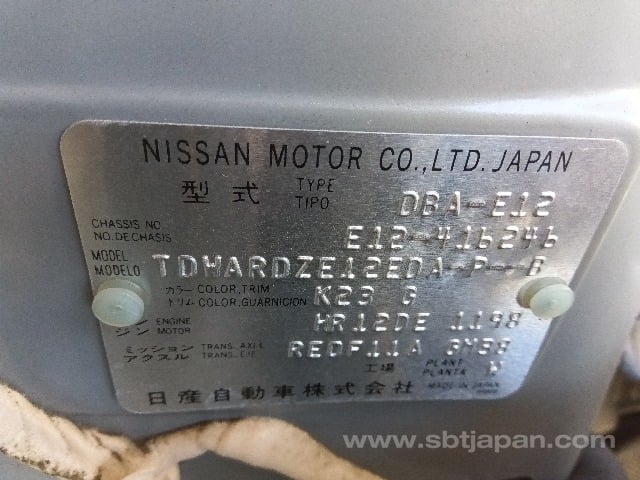 NISSAN MOTOR CO., LTD. JAPAN
型式 TYPE TIPO DBA-E12
CHASSIS NO. NO. DE CHASIS E12-416246
MODEL MODELO TDHARDZE12EDA-P--B
カラー COLOR, TRIM
トリム COLOR, GUARNICION K23 G
ENGINE MOTOR HR12DE 1198
ミッション TRANS. AXLE
アクスル TRANS. EJE REOF11A
工場 PLANT PLANTA
MADE IN JAPAN
日産自動車株式会社
www.sbtjapan.com